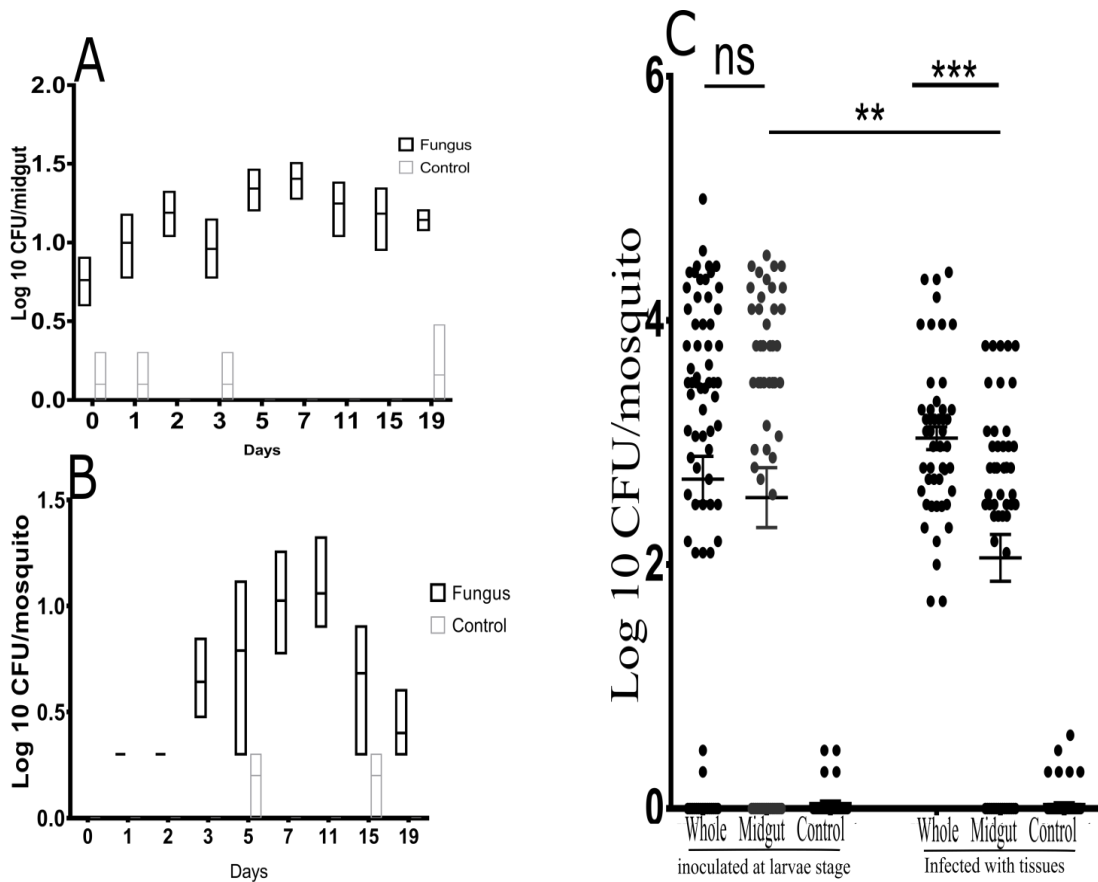 A
Log 10 CFU/midgut
2.0
1.5
1.0
0.5
0.0
Fungus
Control
0 1 2 3 5 7 11 15 19
Days
B
Log 10 CFU/mosquito
1.5
1.0
0.5
0.0
Fungus
Control
0 1 2 3 5 7 11 15 19
Days
C
Log 10 CFU/mosquito
6
4
2
0
ns
***
**
Whole Midgut Control Whole Midgut Control
inoculated at larvae stage Infected with tissues